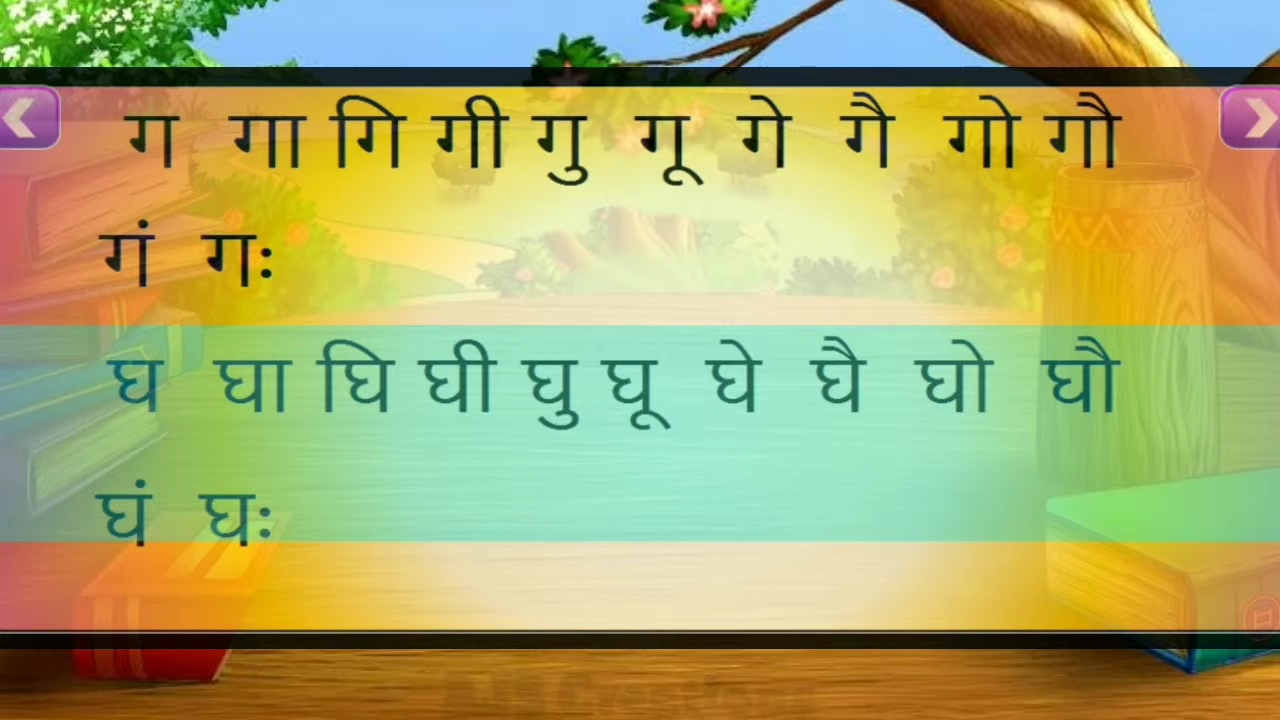 ग गा गि गी गु गू गे गै गो गौ
गं गः
घ घा घि घी घु घू घे घै घो घौ
घं घः